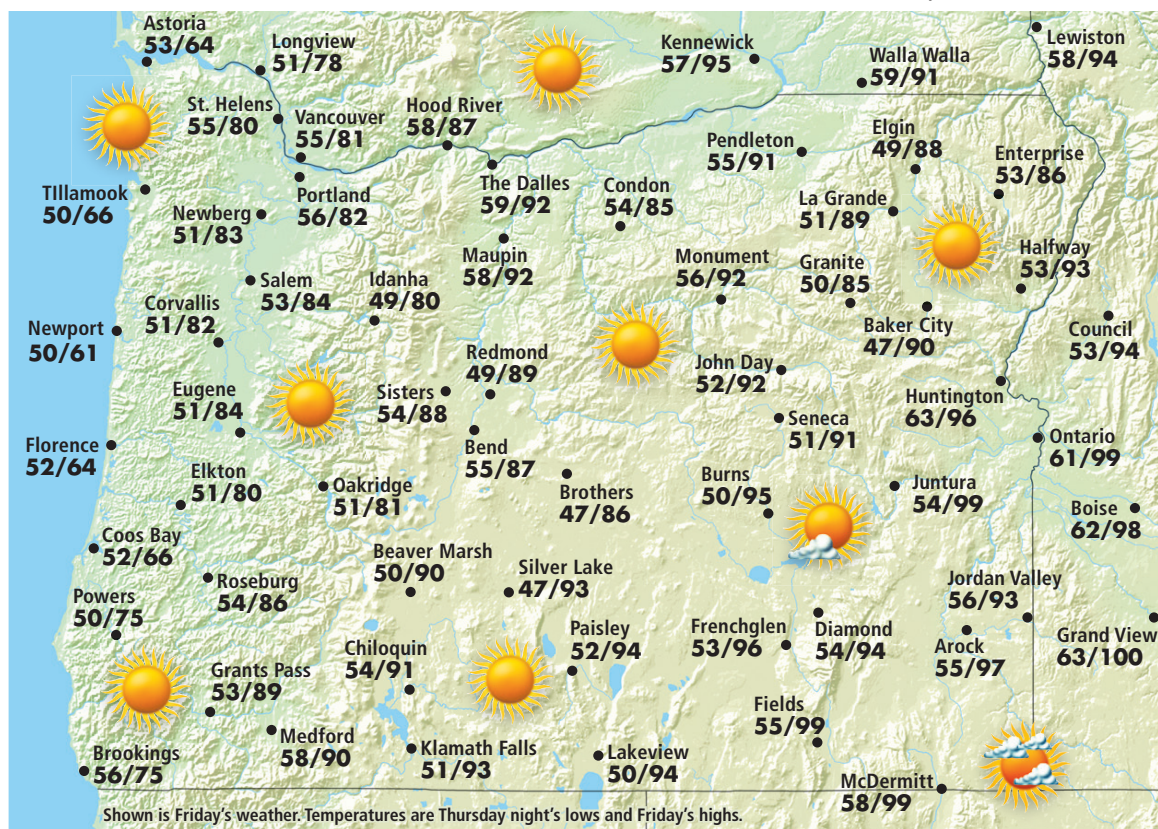 Astoria
53/64
Longview
51/78
Kennewick
57/95
Walla Walla
59/91
Lewiston
58/94
St. Helens
55/80
Vancouver
55/81
Hood River
58/87
Pendleton
55/91
Elgin
49/88
Enterprise
53/86
TIllamook
50/66
Newberg
51/83
Portland
56/82
The Dalles
59/92
Condon
54/85
La Grande
51/89
Salem
53/84
Idanha
49/80
Maupin
58/92
Monument
56/92
Granite
50/85
Halfway
53/93
Corvallis
51/82
Newport
50/61
Baker City
47/90
Council
53/94
Redmond
49/89
John Day
52/92
Eugene
51/84
Sisters
54/88
Huntington
63/96
Seneca
51/91
Florence
52/64
Bend
55/87
Ontario
61/99
Elkton
51/80
Oakridge
51/81
Brothers
47/86
Burns
50/95
Juntura
54/99
Boise
62/98
Coos Bay
52/66
Beaver Marsh
50/90
Silver Lake
47/93
Roseburg
54/86
Jordan Valley
56/93
Powers
50/75
Paisley
52/94
Frenchglen
53/96
Diamond
54/94
Arock
55/97
Grand View
63/100
Chiloquin
54/91
Grants Pass
53/89
Fields
55/99
Medford
58/90
Klamath Falls
51/93
Lakeview
50/94
Brookings
56/75
McDermitt
58/99
Shown is Friday's weather. Temperatures are Thursday night's lows and Friday's highs.